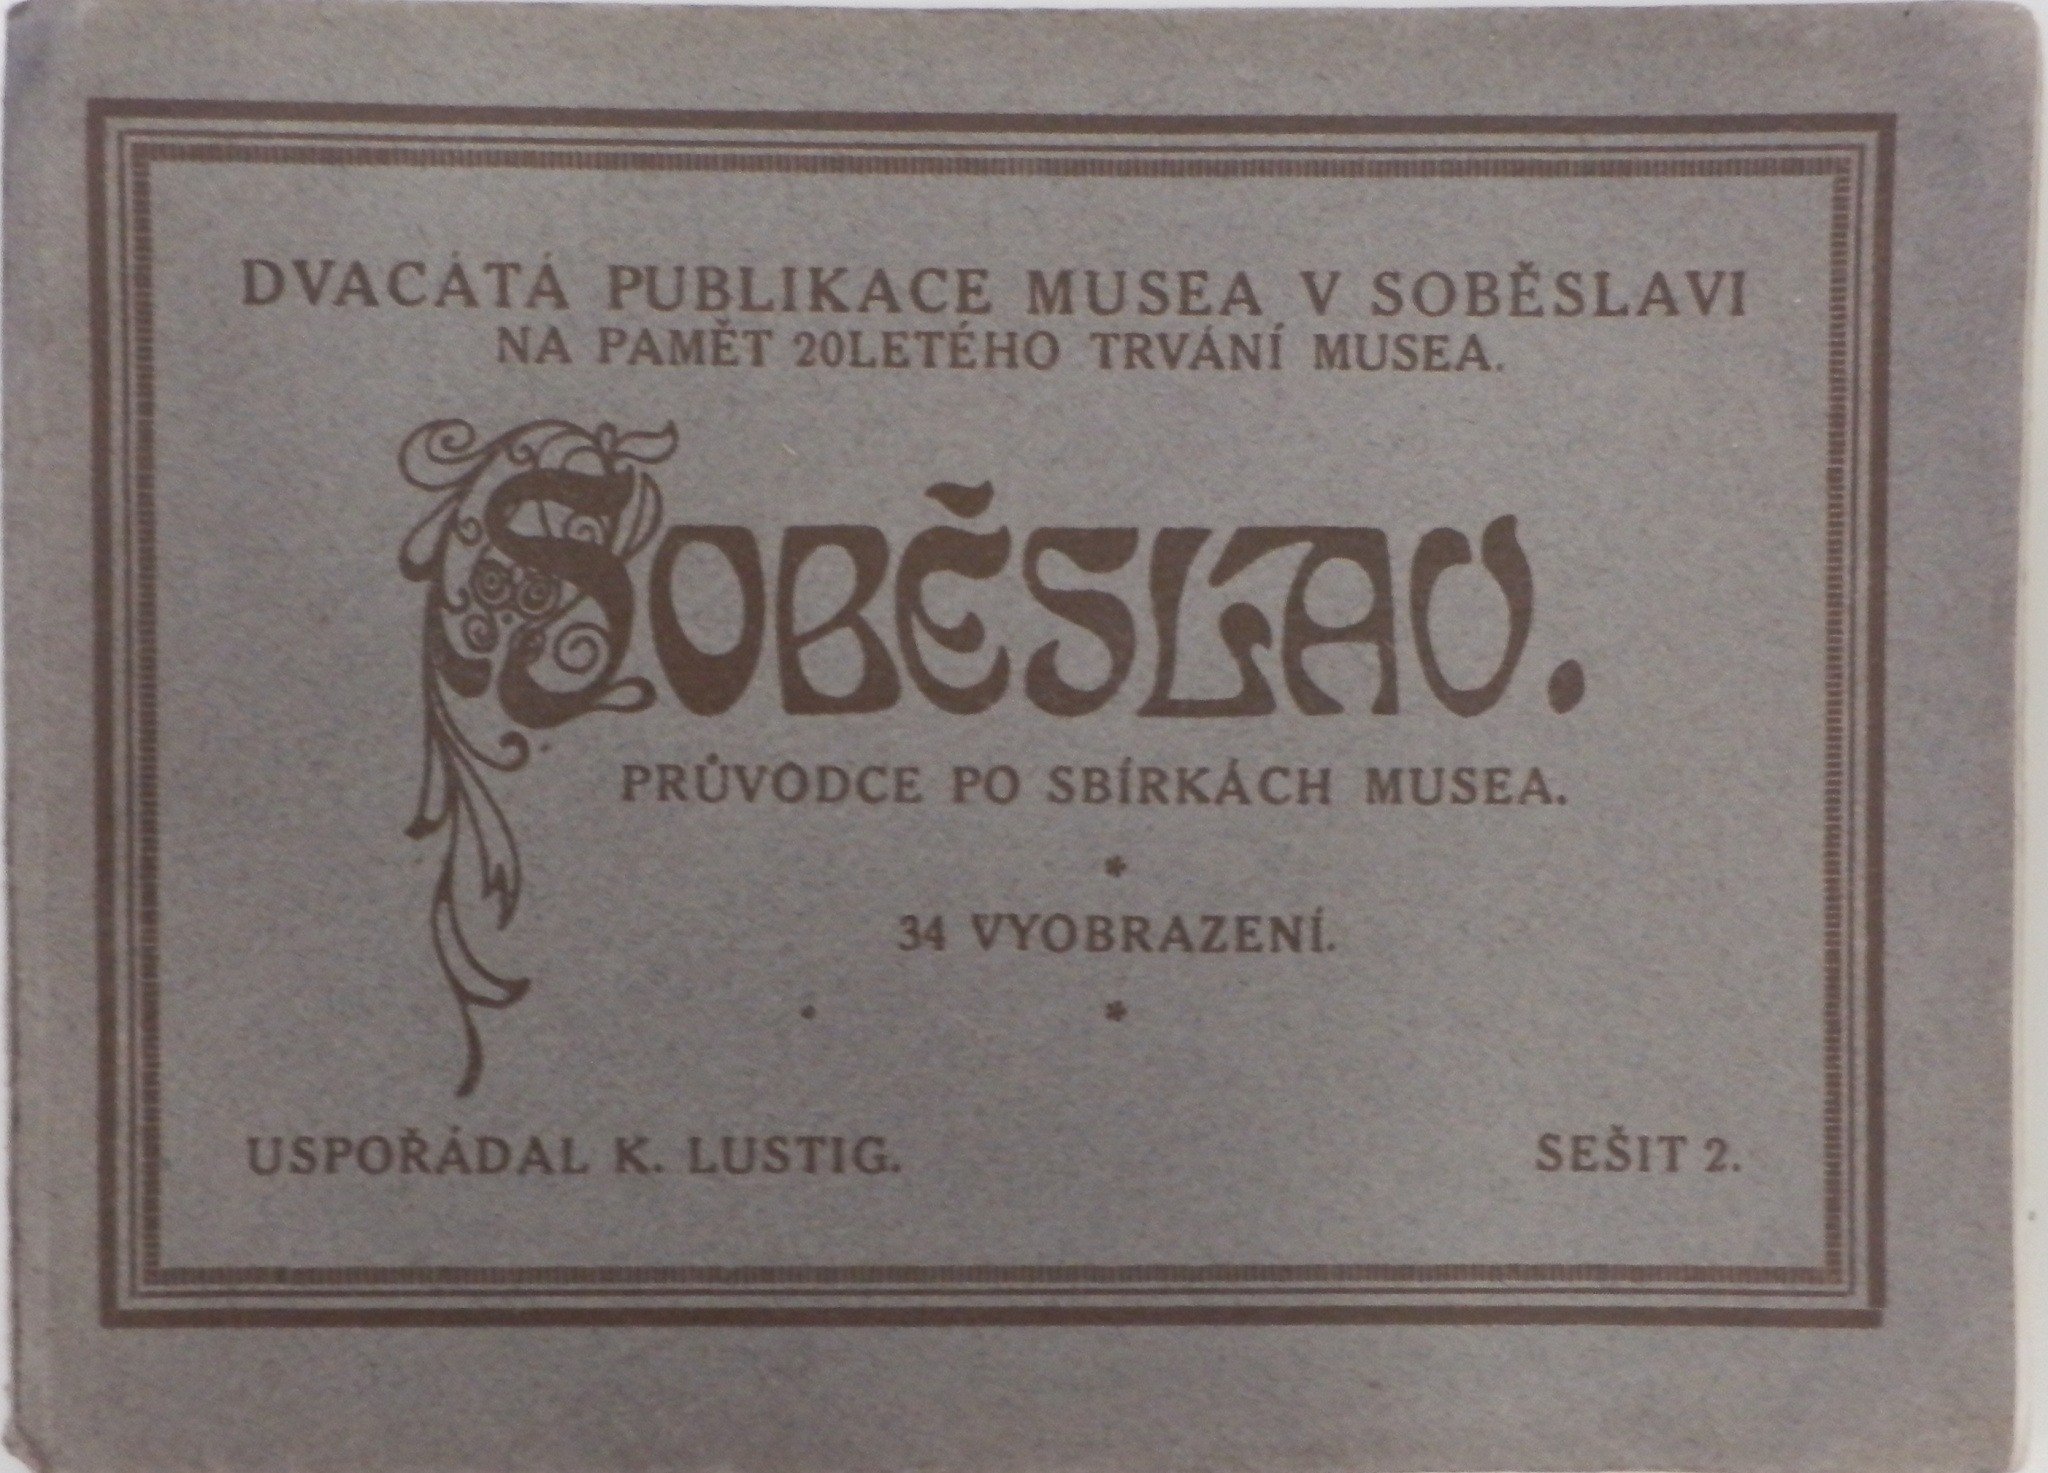 DVACÁTÁ PUBLIKACE MUSEA V SOBĚSLAVI
NA PAMĚT 20LETÉHO TRVÁNÍ MUSEA.
SOBĚSLAV.
PRŮVODCE PO SBÍRKÁCH MUSEA.
*
34 VYOBRAZENÍ.
*
USPOŘÁDAL K. LUSTIG.
SEŠIT 2.